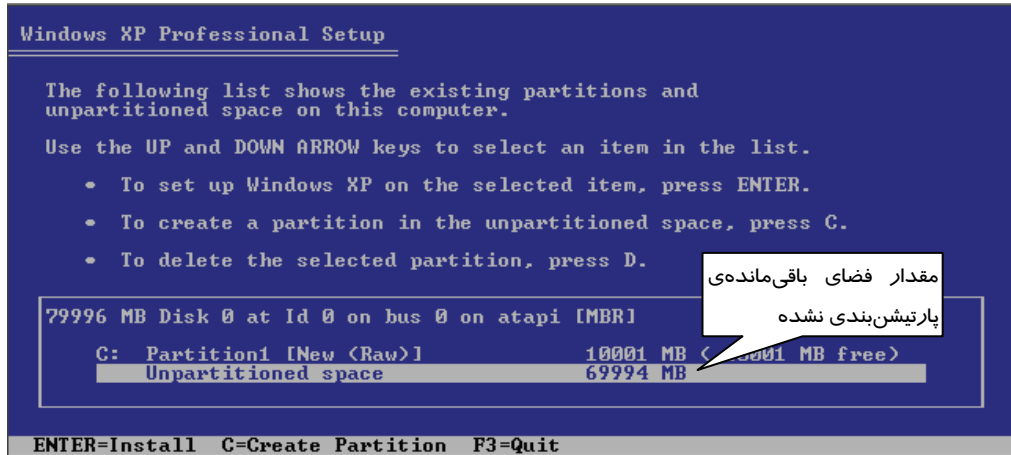 Windows XP Professional Setup
The following list shows the existing partitions and
unpartitioned space on this computer.
Use the UP and DOWN ARROW keys to select an item in the list.
• To set up Windows XP on the selected item, press ENTER.
• To create a partition in the unpartitioned space, press C.
• To delete the selected partition, press D.
مقدار فضای باقی‌مانده‌ی
پارتیشن‌بندی نشده
79996 MB Disk 0 at Id 0 on bus 0 on atapi [MBR]
C: Partition1 [New (Raw)] 10001 MB ( MB free)
Unpartitioned space 69994 MB
ENTER=Install C=Create Partition F3=Quit